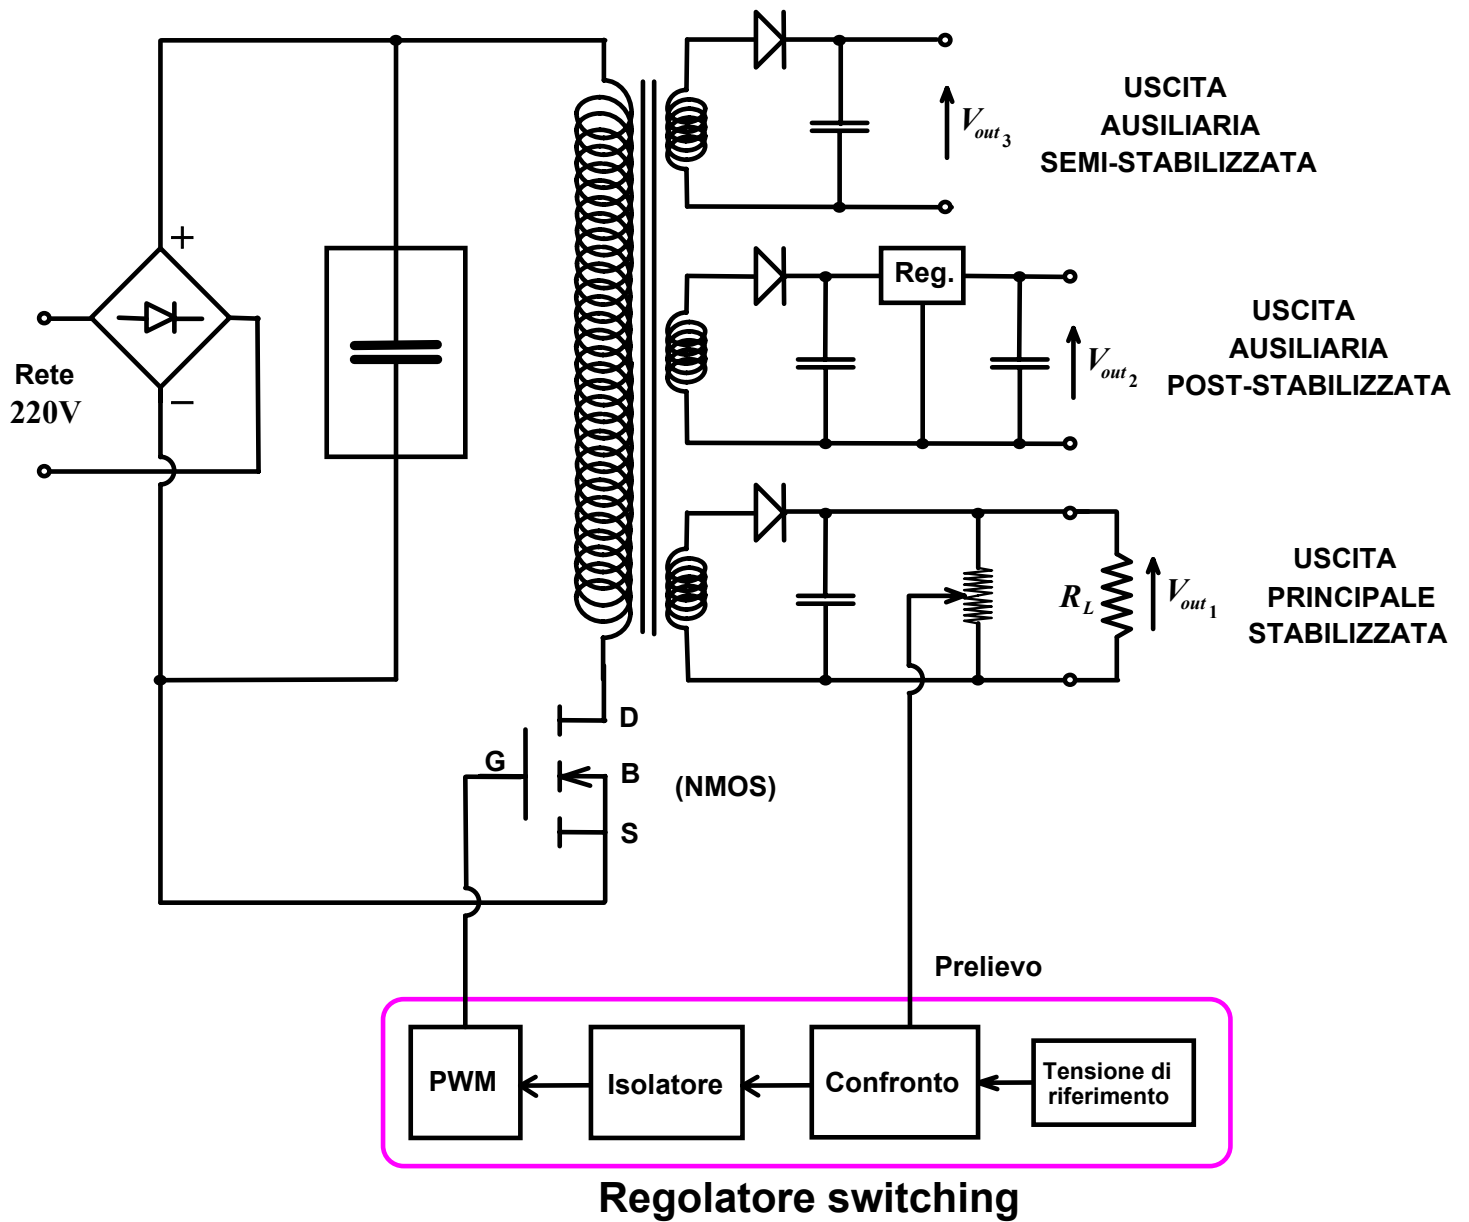 USCITA
AUSILIARIA
SEMI-STABILIZZATA
Vout3
+
Reg.
USCITA
AUSILIARIA
POST-STABILIZZATA
Vout2
Rete
220V
−
USCITA
PRINCIPALE
STABILIZZATA
RL
Vout1
D
G
B
(NMOS)
S
Prelievo
PWM
Isolatore
Confronto
Tensione di
riferimento
Regolatore switching